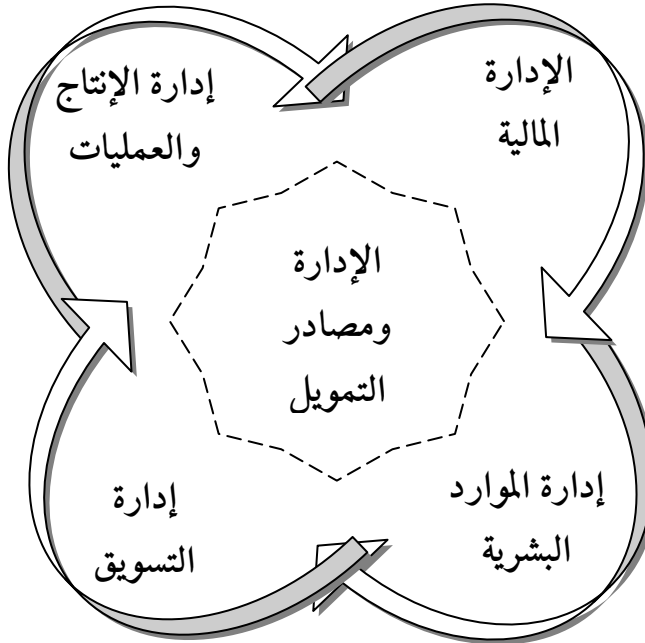 الإدارة
المالية
إدارة الإنتاج
والعمليات
الإدارة
ومصادر
التمويل
إدارة الموارد
البشرية
إدارة
التسويق